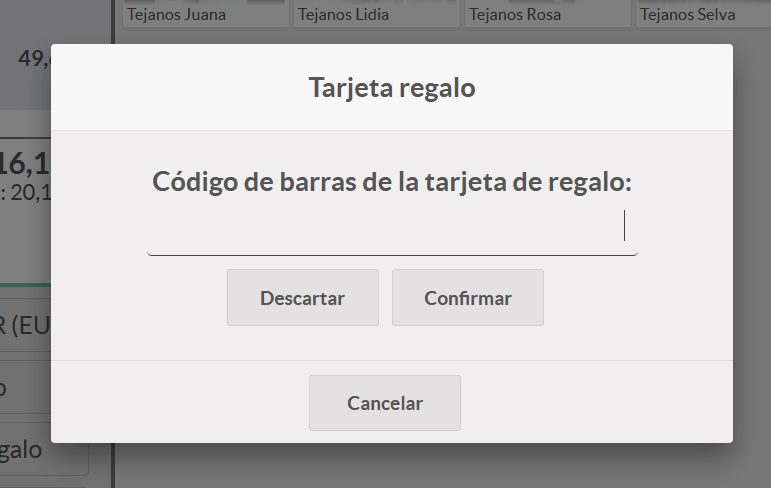 Tejanos Juana
Tejanos Lidia
Tejanos Rosa
Tejanos Selva
49,
Tarjeta regalo
16,1
: 20,1
Código de barras de la tarjeta de regalo:
Descartar
Confirmar
R (EU
o
Cancelar
galo